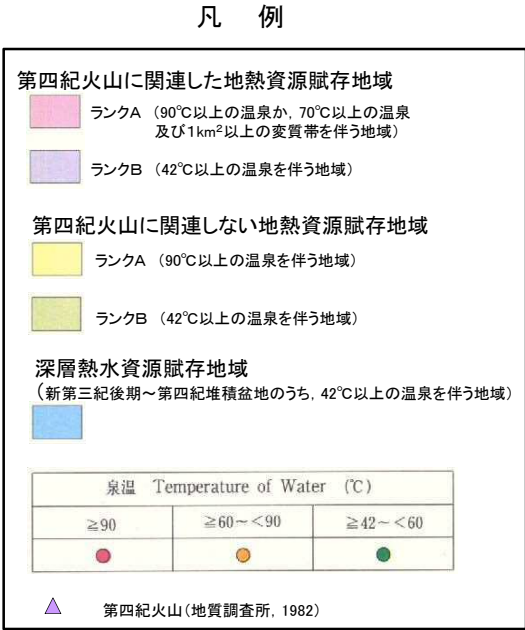 凡 例
第四紀火山に関連した地熱資源賦存地域
ランクA (90℃以上の温泉か, 70℃以上の温泉
及び1km²以上の変質帯を伴う地域)
ランクB (42℃以上の温泉を伴う地域)
第四紀火山に関連しない地熱資源賦存地域
ランクA (90℃以上の温泉を伴う地域)
ランクB (42℃以上の温泉を伴う地域)
深層熱水資源賦存地域
(新第三紀後期~第四紀堆積盆地のうち, 42℃以上の温泉を伴う地域)
泉温 Temperature of Water (℃)
≧90 ≧60~<90 ≧42~<60
第四紀火山(地質調査所, 1982)